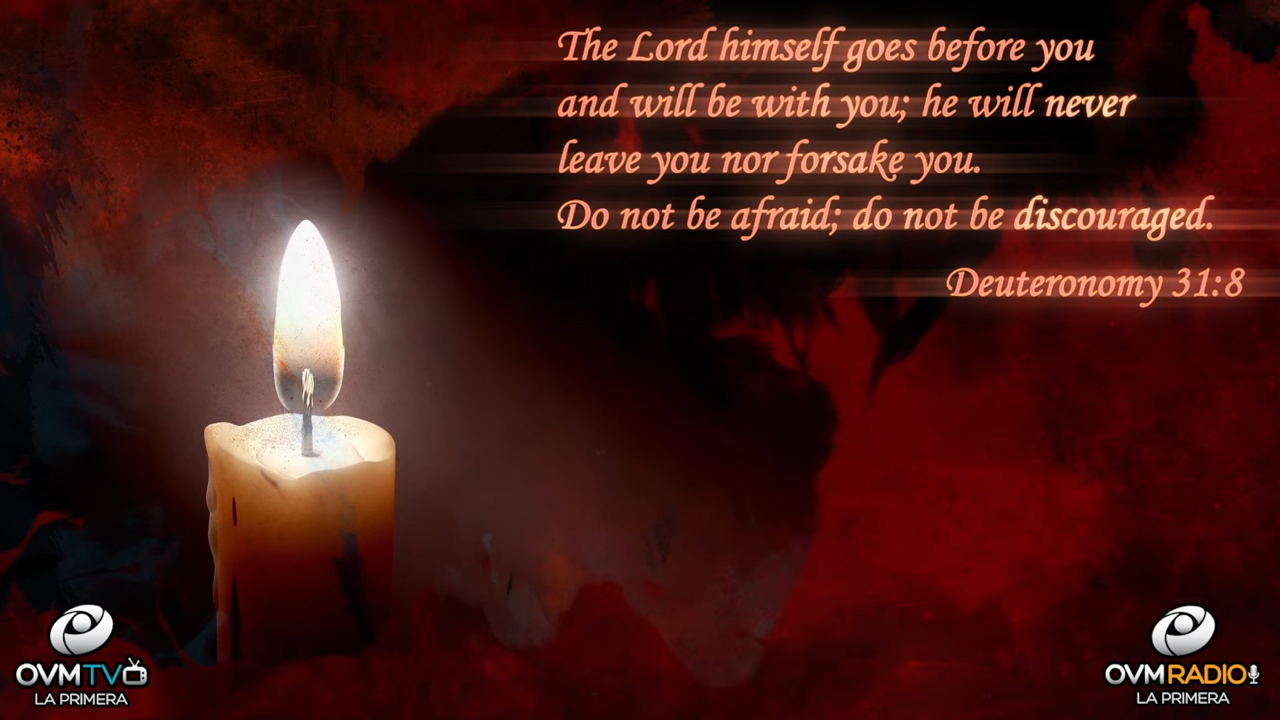 The Lord himself goes before you
and will be with you; he will never
leave you nor forsake you.
Do not be afraid; do not be discouraged.
Deuteronomy 31:8
OVMTV
LA PRIMERA
OVMRADIO
LA PRIMERA